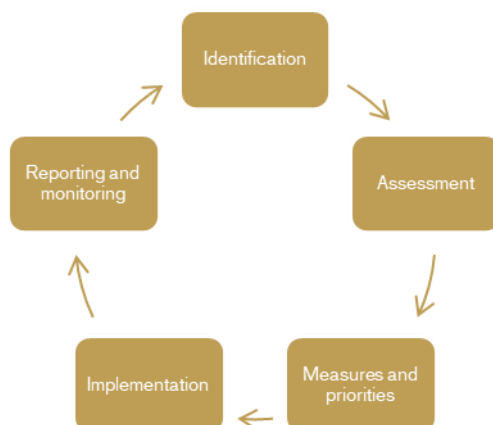 Identification
Assessment
Measures and
priorities
Implementation
Reporting and
monitoring